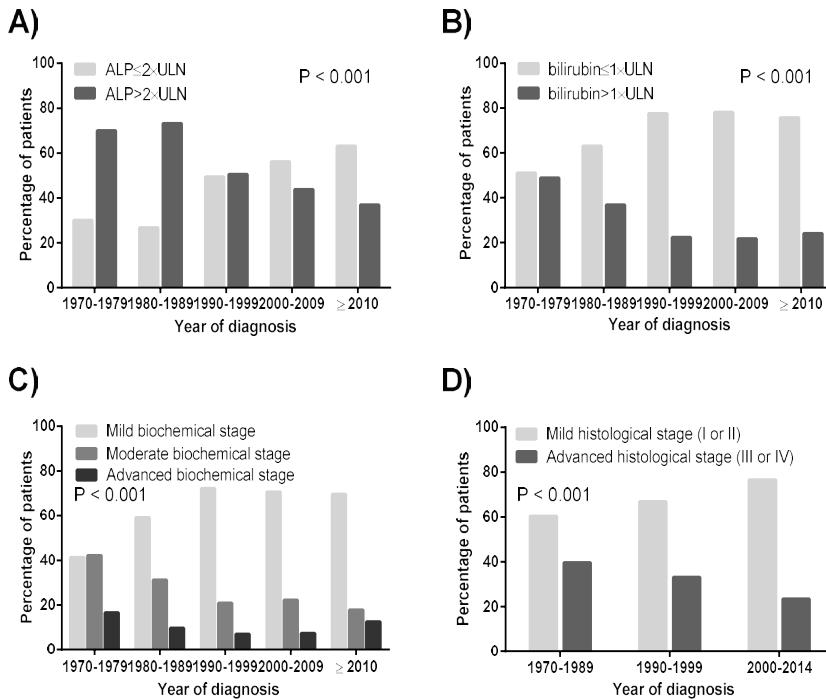 A)
100
80
60
40
20
0
Percentage of patients
ALP≤2×ULN
ALP>2×ULN
P < 0.001
1970-1979 1980-1989 1990-1999 2000-2009 ≥ 2010
Year of diagnosis
B)
100
80
60
40
20
0
Percentage of patients
bilirubin≤1×ULN
bilirubin>1×ULN
P < 0.001
1970-1979 1980-1989 1990-1999 2000-2009 ≥ 2010
Year of diagnosis
C)
100
80
60
40
20
0
Percentage of patients
Mild biochemical stage
Moderate biochemical stage
Advanced biochemical stage
P < 0.001
1970-1979 1980-1989 1990-1999 2000-2009 ≥ 2010
Year of diagnosis
D)
100
80
60
40
20
0
Percentage of patients
Mild histological stage (I or II)
Advanced histological stage (III or IV)
P < 0.001
1970-1989 1990-1999 2000-2014
Year of diagnosis